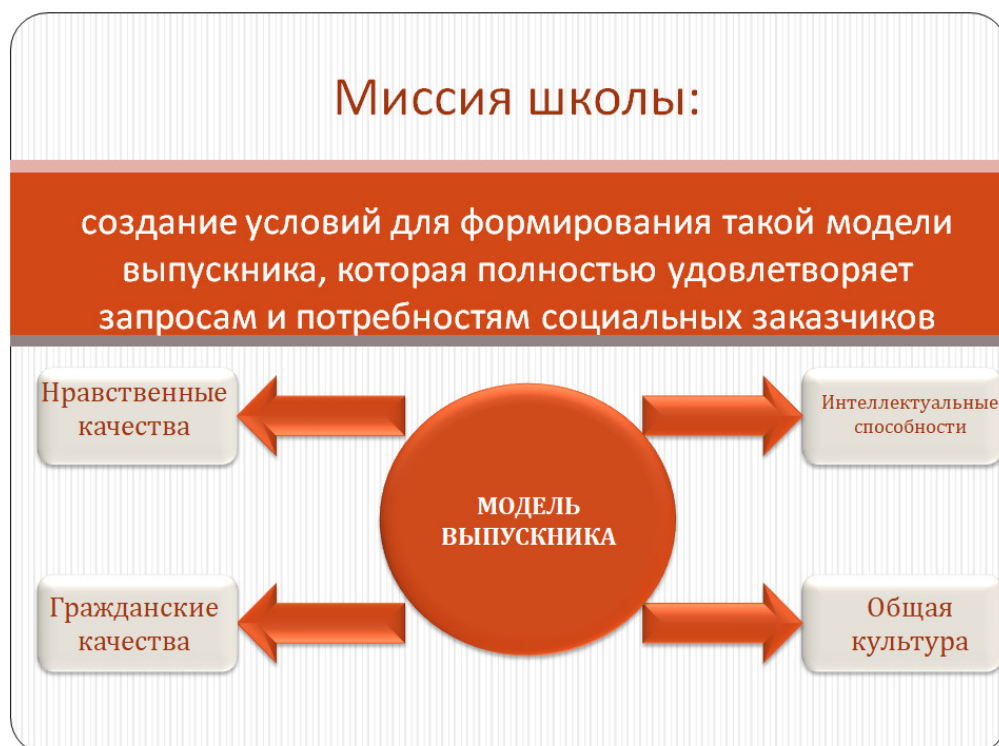 Миссия школы:
создание условий для формирования такой модели
выпускника, которая полностью удовлетворяет
запросам и потребностям социальных заказчиков
Нравственные
качества
Интеллектуальные
способности
МОДЕЛЬ
ВЫПУСКНИКА
Гражданские
качества
Общая
культура